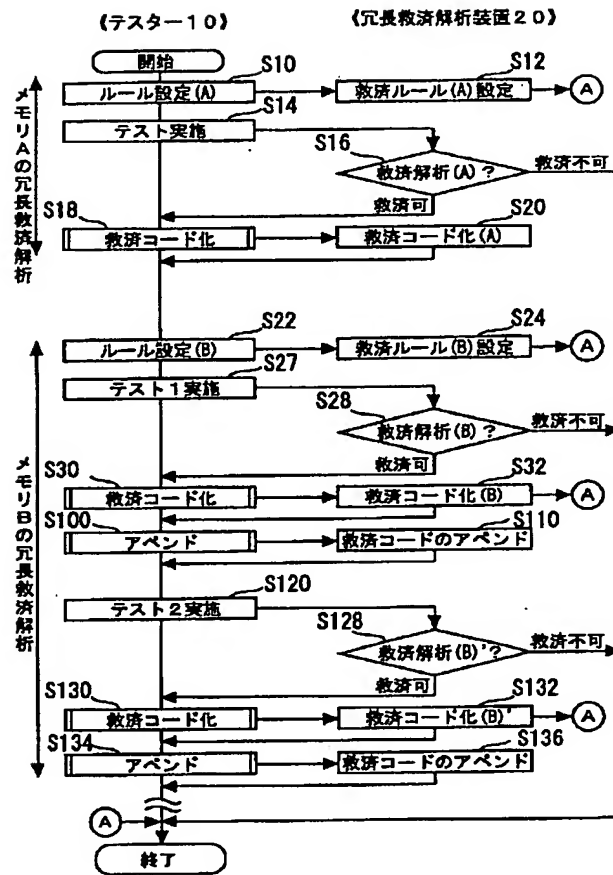 《テスター10》
《冗長救済解析装置20》
開始
S10
ルール設定(A)
S12
救済ルール(A)設定
A
S14
テスト実施
S16
救済解析(A)?
救済不可
救済可
S18
救済コード化
S20
救済コード化(A)
メモリAの冗長救済解析
S22
ルール設定(B)
S24
救済ルール(B)設定
A
S27
テスト1実施
S28
救済解析(B)?
救済不可
救済可
S30
救済コード化
S32
救済コード化(B)
A
S100
アペンド
S110
救済コードのアペンド
メモリBの冗長救済解析
S120
テスト2実施
S128
救済解析(B)'?
救済不可
救済可
S130
救済コード化
S132
救済コード化(B)'
A
S134
アペンド
S136
救済コードのアペンド
A
終了